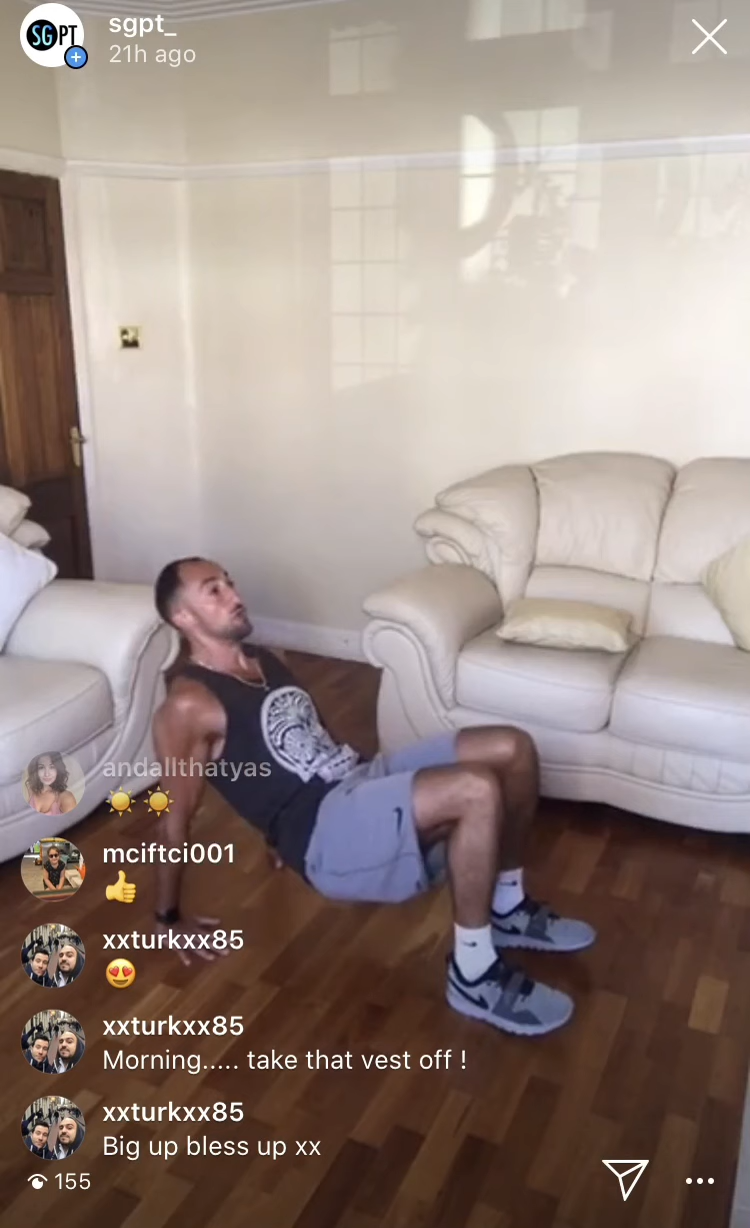 SGPT
sgpt_
21h ago
andallthatyas
☀️ ☀️
mciftci001
👍
xxturkxx85
😍
xxturkxx85
Morning..... take that vest off !
xxturkxx85
Big up bless up xx
155